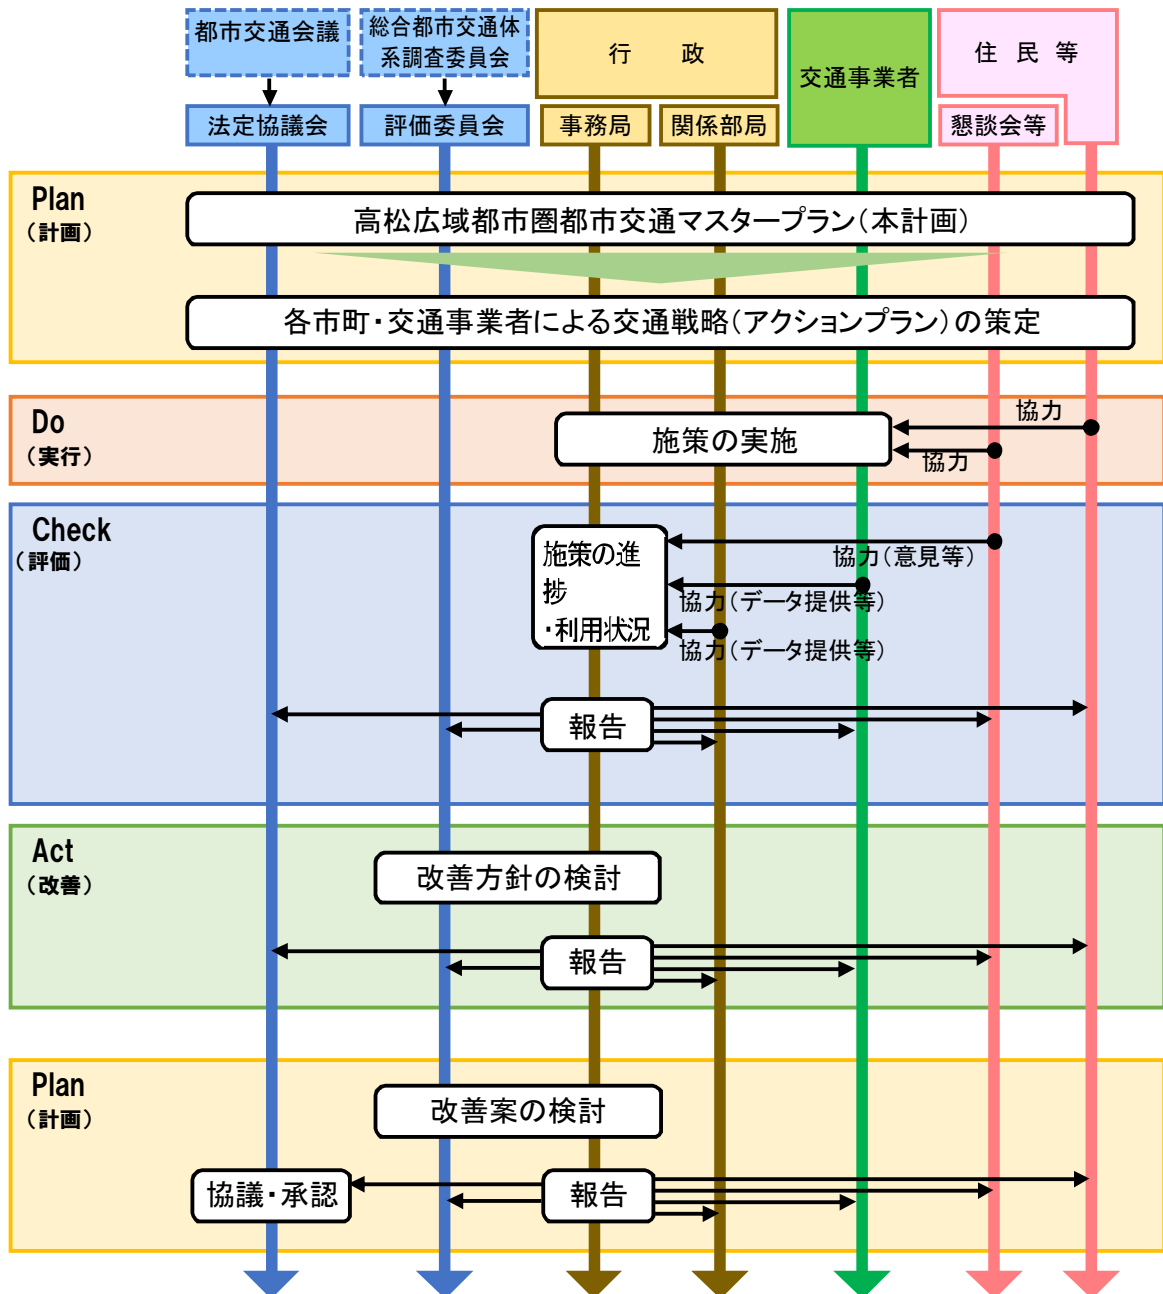 都市交通会議
総合都市交通体
系調査委員会
行　　政
交通事業者
住 民 等
法定協議会
評価委員会
事務局
関係部局
懇談会等
Plan
（計画）
高松広域都市圏都市交通マスタープラン（本計画）
各市町・交通事業者による交通戦略（アクションプラン）の策定
Do
（実行）
施策の実施
協力
協力
Check
（評価）
施策の進
捗
・利用状況
協力（意見等）
協力（データ提供等）
協力（データ提供等）
報告
Act
（改善）
改善方針の検討
報告
Plan
（計画）
改善案の検討
協議・承認
報告